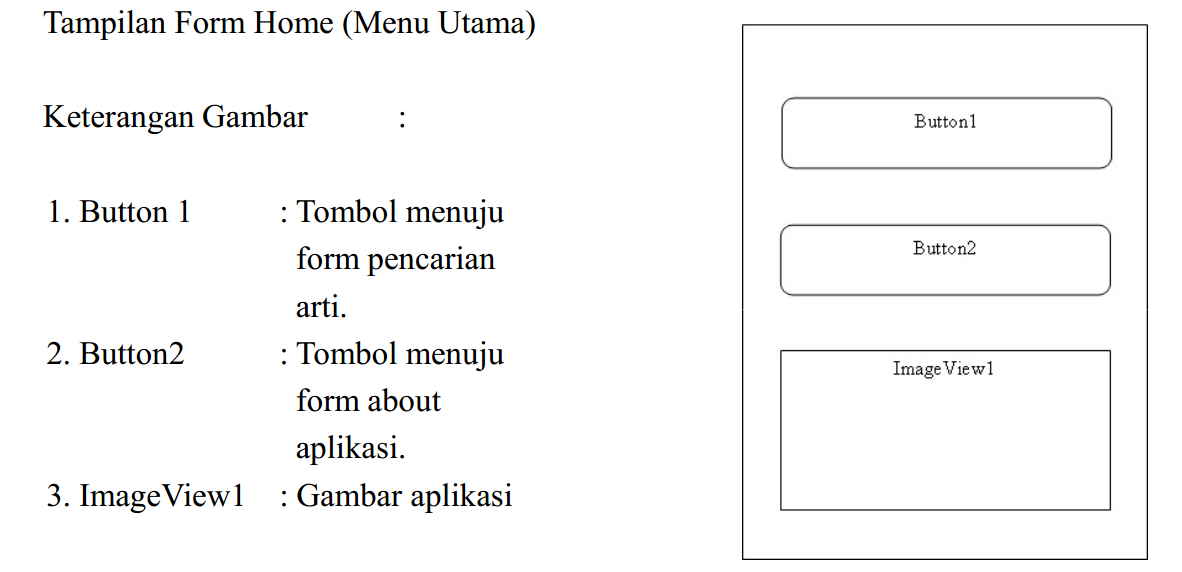 Tampilan Form Home (Menu Utama)
Keterangan Gambar :
1. Button 1 : Tombol menuju
form pencarian
arti.
2. Button2 : Tombol menuju
form about
aplikasi.
3. ImageView1 : Gambar aplikasi
Button1
Button2
ImageView1